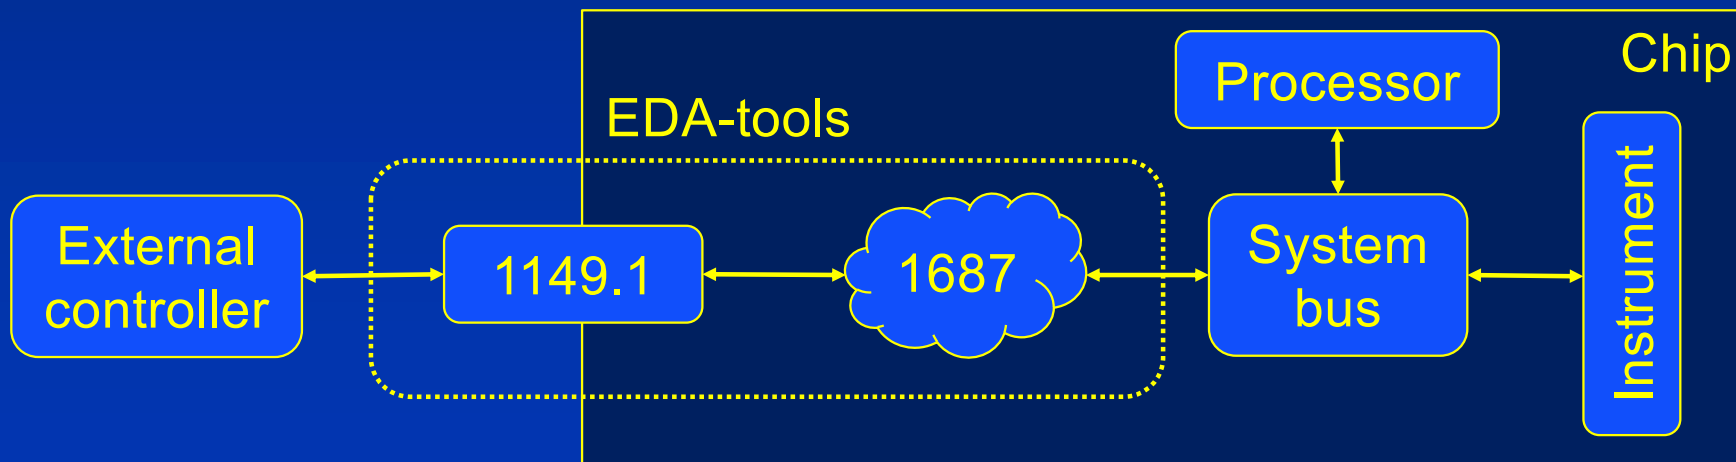 Chip
Processor
EDA-tools
External
controller
1149.1
1687
System
bus
Instrument